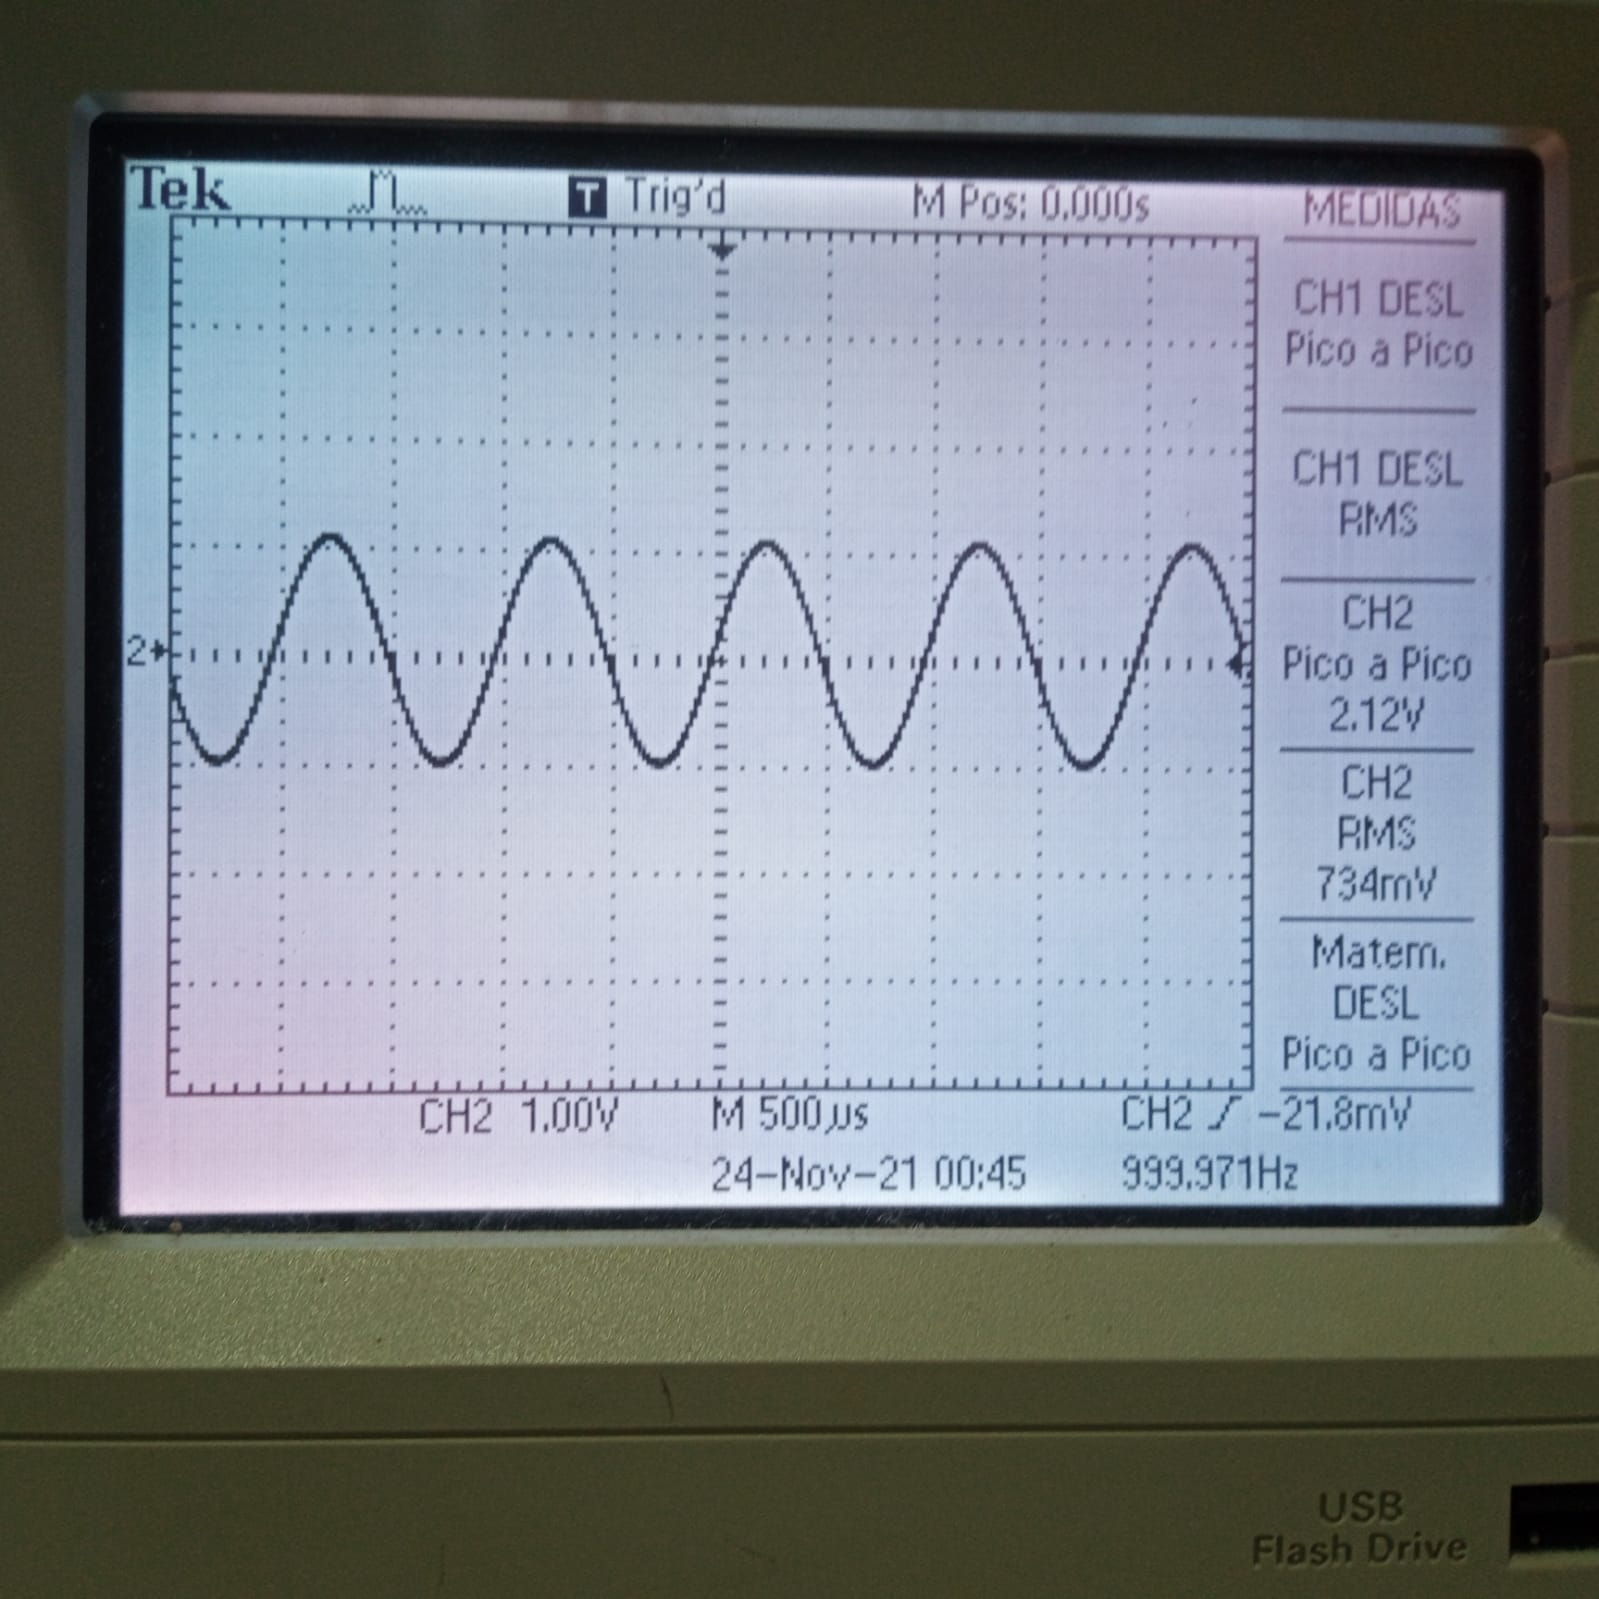 Tek T Trig'd M Pos: 0.000s MEDIDAS
CH1 DESL
Pico a Pico
CH1 DESL
RMS
CH2
Pico a Pico
2.12V
CH2
RMS
734mV
Matem.
DESL
Pico a Pico
2
CH2 1.00V M 500µs CH2 -21.8mV
24-Nov-21 00:45 999.971Hz
USB
Flash Drive